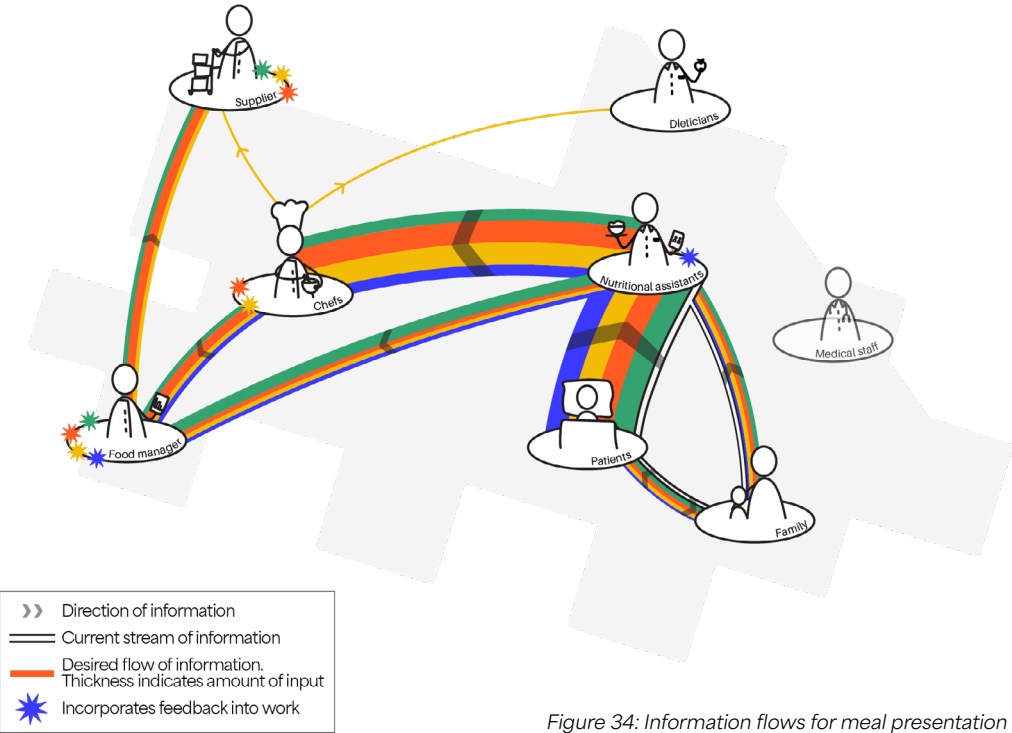 Supplier
Dieticians
Nutritional assistants
Chefs
Medical staff
Food manager
Patients
Family
Direction of information
Current stream of information
Desired flow of information.
Thickness indicates amount of input
Incorporates feedback into work
Figure 34: Information flows for meal presentation